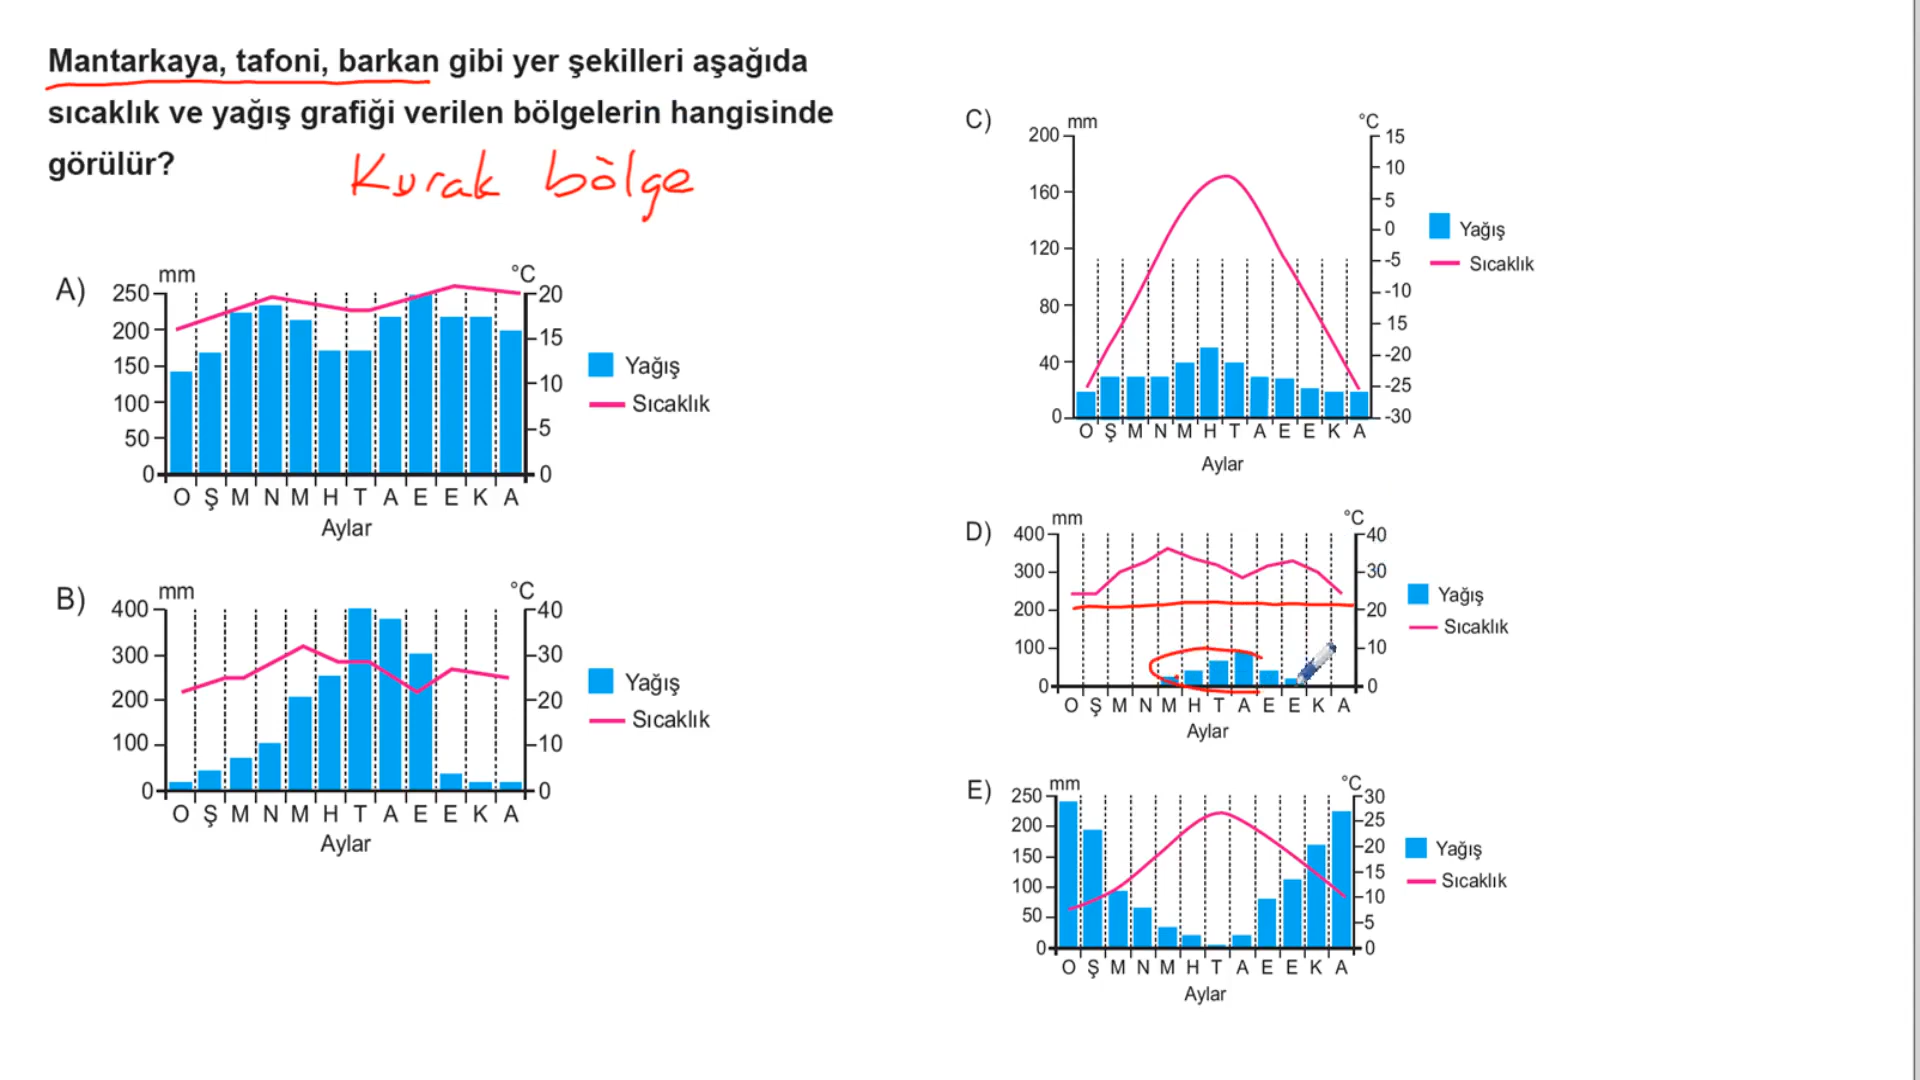 Mantarkaya, tafoni, barkan gibi yer şekilleri aşağıda
sıcaklık ve yağış grafiği verilen bölgelerin hangisinde
görülür?
Kurak bölge
A)
mm
°C
250
200
150
100
50
0
20
15
10
5
0
O Ş M N M H T A E E K A
Aylar
Yağış
Sıcaklık
B)
mm
°C
400
300
200
100
0
40
30
20
10
0
O Ş M N M H T A E E K A
Aylar
Yağış
Sıcaklık
C)
mm
°C
200
160
120
80
40
0
15
10
5
0
-5
-10
-15
-20
-25
-30
O Ş M N M H T A E E K A
Aylar
Yağış
Sıcaklık
D)
mm
°C
400
300
200
100
0
40
30
20
10
0
O Ş M N M H T A E E K A
Aylar
Yağış
Sıcaklık
E)
mm
°C
250
200
150
100
50
0
30
25
20
15
10
5
0
O Ş M N M H T A E E K A
Aylar
Yağış
Sıcaklık